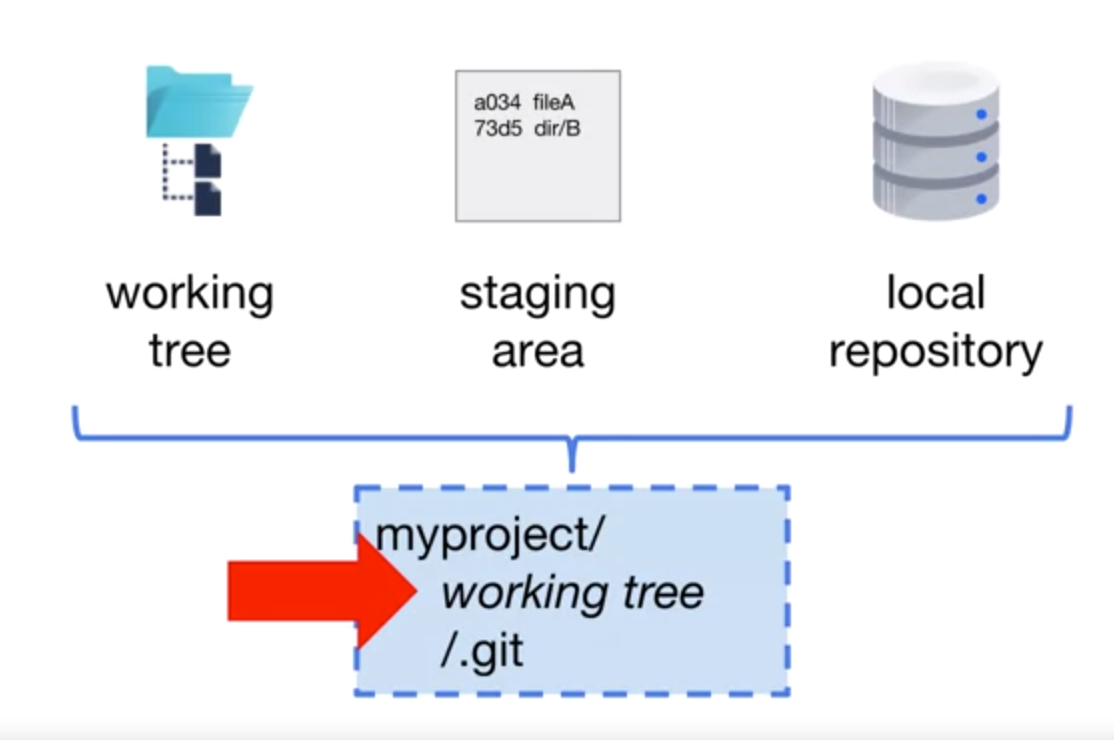 a034 fileA
73d5 dir/B
working
tree
staging
area
local
repository
myproject/
working tree
/.git